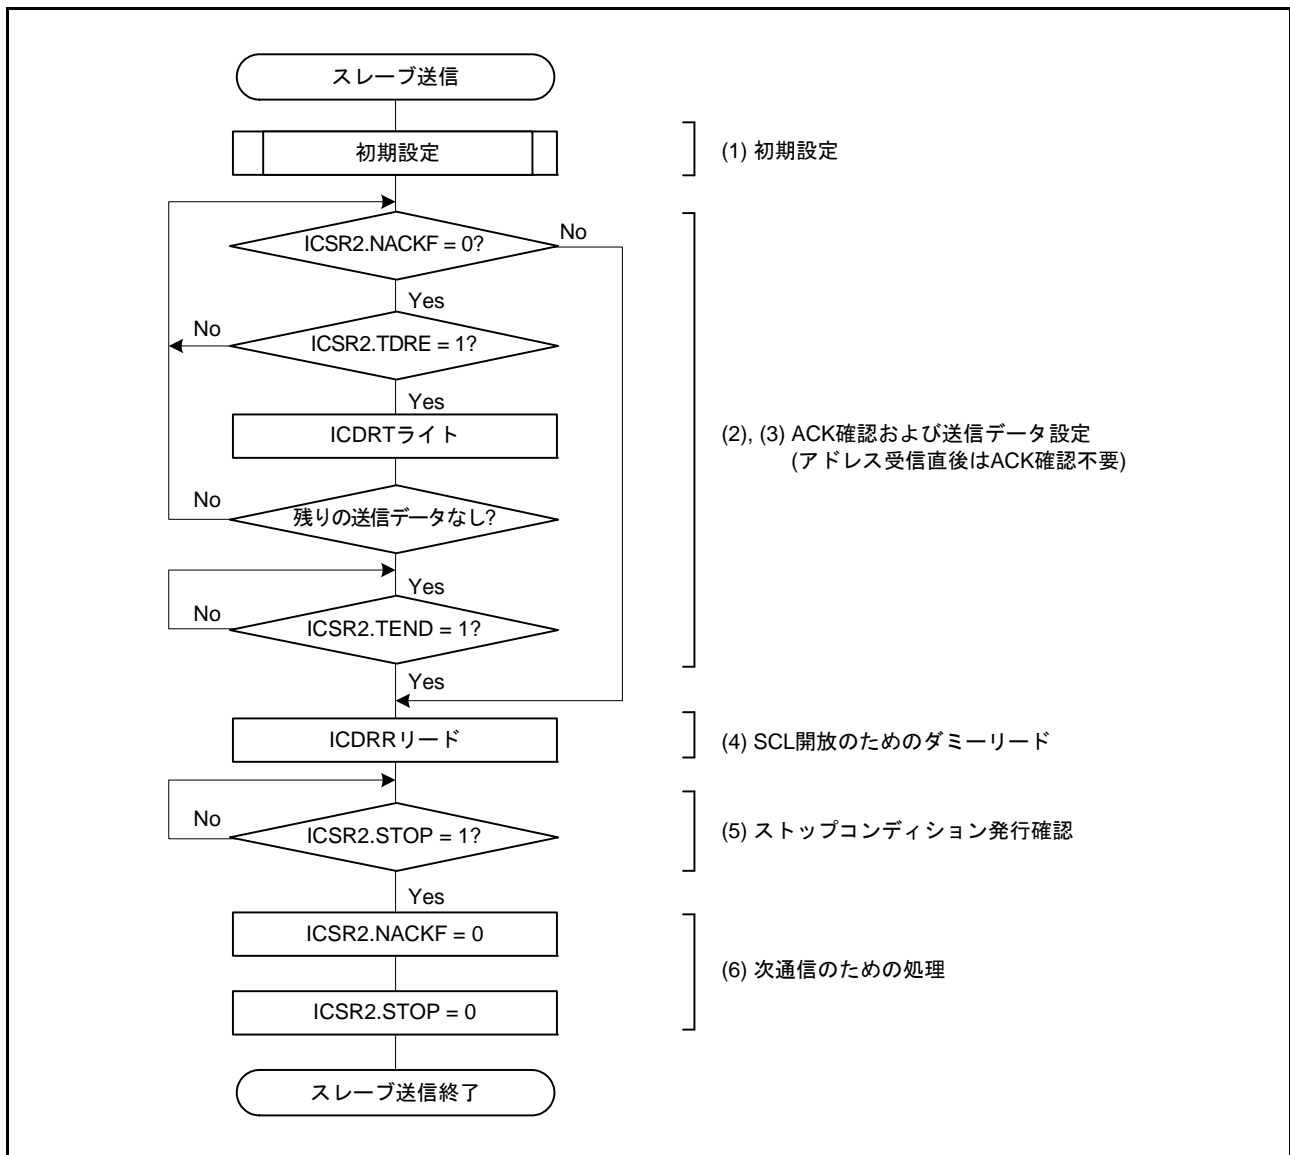 スレーブ送信
初期設定
(1) 初期設定
ICSR2.NACKF = 0?
No
Yes
No
ICSR2.TDRE = 1?
Yes
ICDRTライト
(2), (3) ACK確認および送信データ設定
(アドレス受信直後はACK確認不要)
No
残りの送信データなし?
Yes
No
ICSR2.TEND = 1?
Yes
ICDRRリード
(4) SCL開放のためのダミーリード
No
ICSR2.STOP = 1?
(5) ストップコンディション発行確認
Yes
ICSR2.NACKF = 0
(6) 次通信のための処理
ICSR2.STOP = 0
スレーブ送信終了